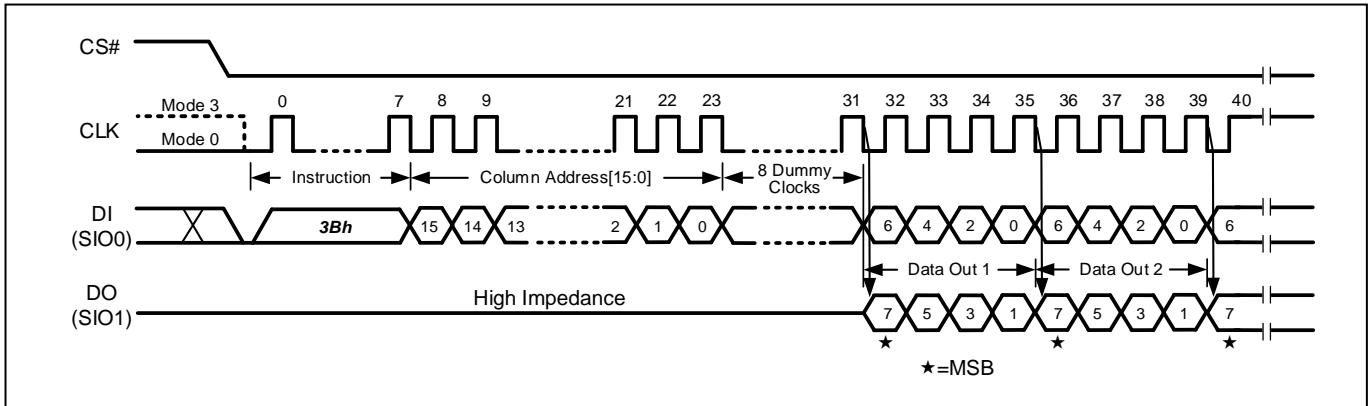 CS#
Mode 3
CLK
Mode 0
0 7 8 9 21 22 23 31 32 33 34 35 36 37 38 39 40
Instruction
Column Address[15:0]
8 Dummy
Clocks
DI
(SIO0)
3Bh 15 14 13 2 1 0 6 4 2 0 6 4 2 0 6
Data Out 1 Data Out 2
DO
(SIO1)
High Impedance
7 5 3 1 7 5 3 1 7
★ ★ ★
★=MSB